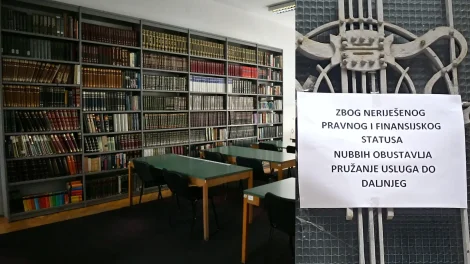 ZBOG NERIJEŠENOG
PRAVNOG I FINANSIJSKOG
STATUSA
NUBBIH OBUSTAVLJA
PRUŽANJE USLUGA DO
DALJNJEG